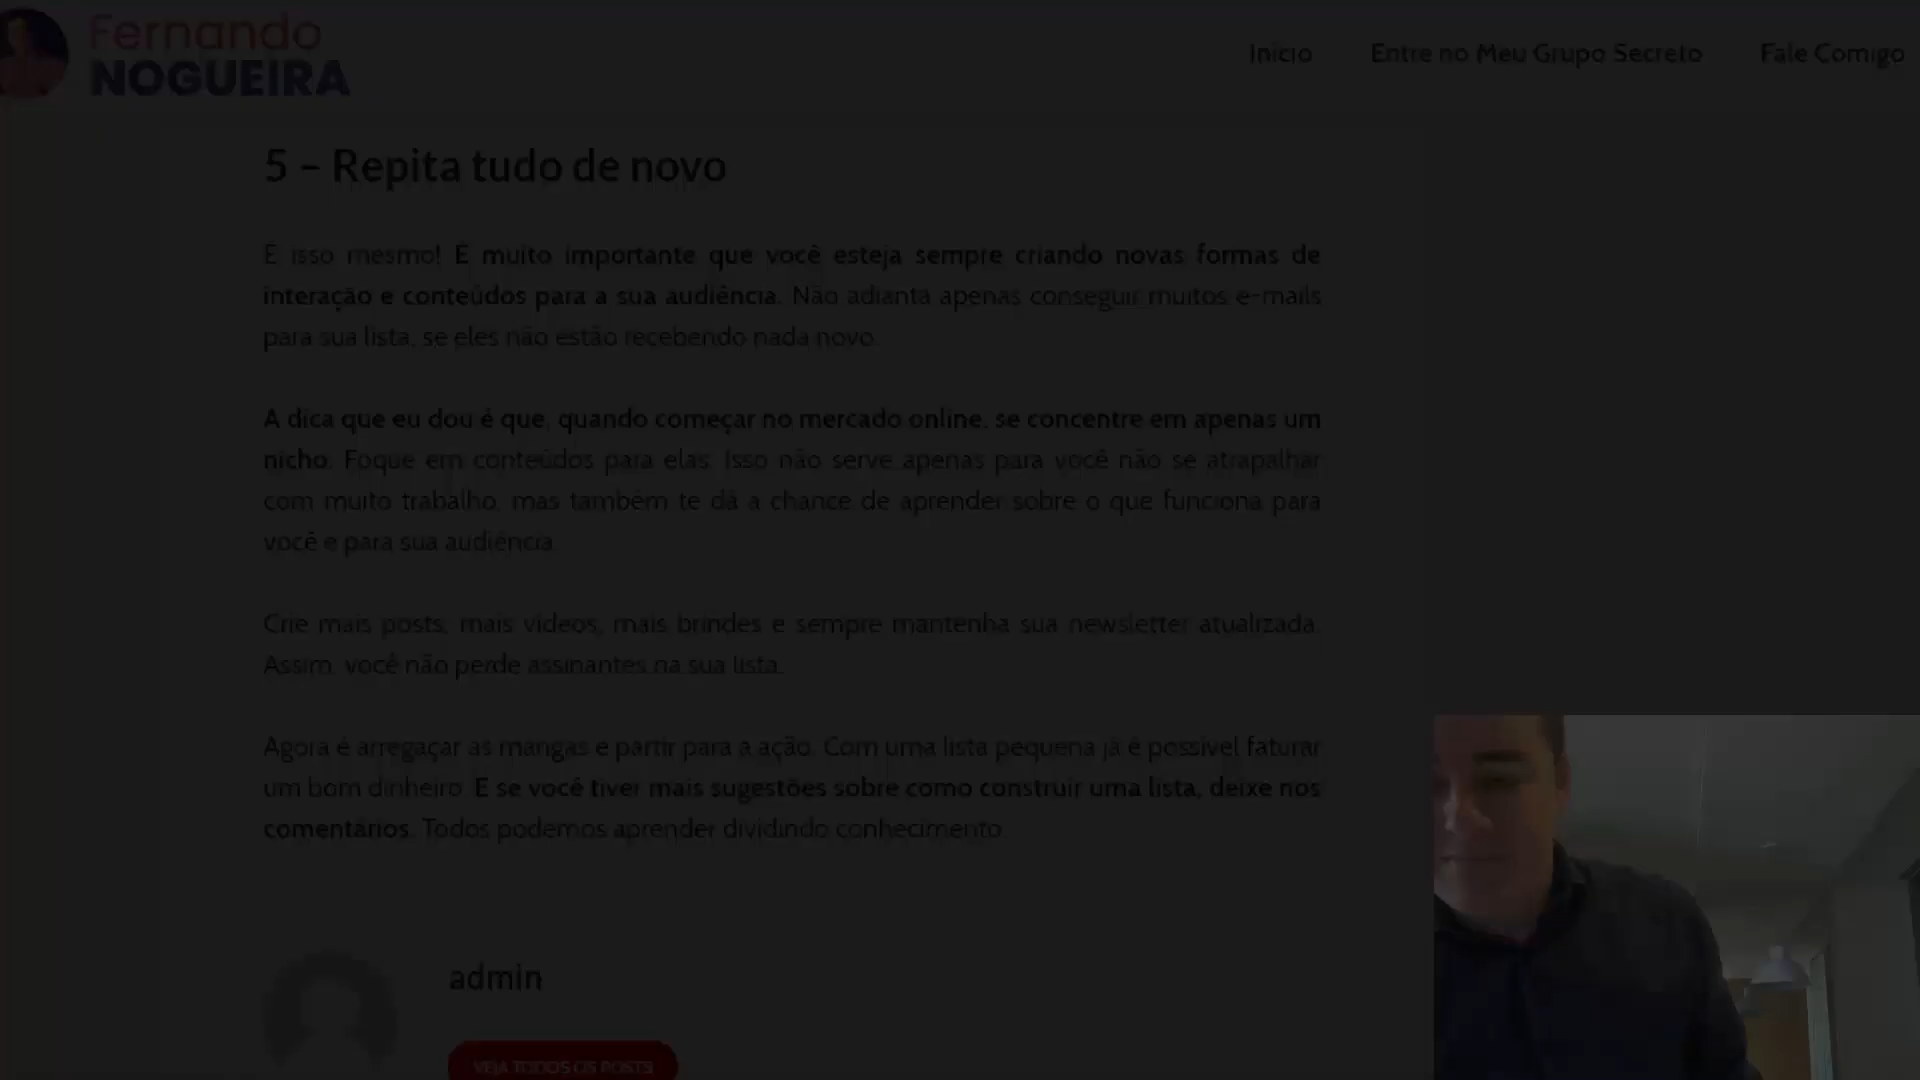 Fernando
NOGUEIRA
Início
Entre no Meu Grupo Secreto
Fale Comigo
5 – Repita tudo de novo
É isso mesmo! É muito importante que você esteja sempre criando novas formas de
interação e conteúdos para a sua audiência. Não adianta apenas conseguir muitos e-mails
para sua lista, se eles não estão recebendo nada novo.
A dica que eu dou é que, quando começar no mercado online, se concentre em apenas um
nicho. Foque em conteúdos para elas. Isso não serve apenas para você não se atrapalhar
com muito trabalho, mas também te dá a chance de aprender sobre o que funciona para
você e para sua audiência.
Crie mais posts, mais vídeos, mais brindes e sempre mantenha sua newsletter atualizada.
Assim, você não perde assinantes na sua lista.
Agora é arregaçar as mangas e partir para a ação. Com uma lista pequena já é possível faturar
um bom dinheiro. E se você tiver mais sugestões sobre como construir uma lista, deixe nos
comentários. Todos podemos aprender dividindo conhecimento.
admin
VEJA TODOS OS POSTS